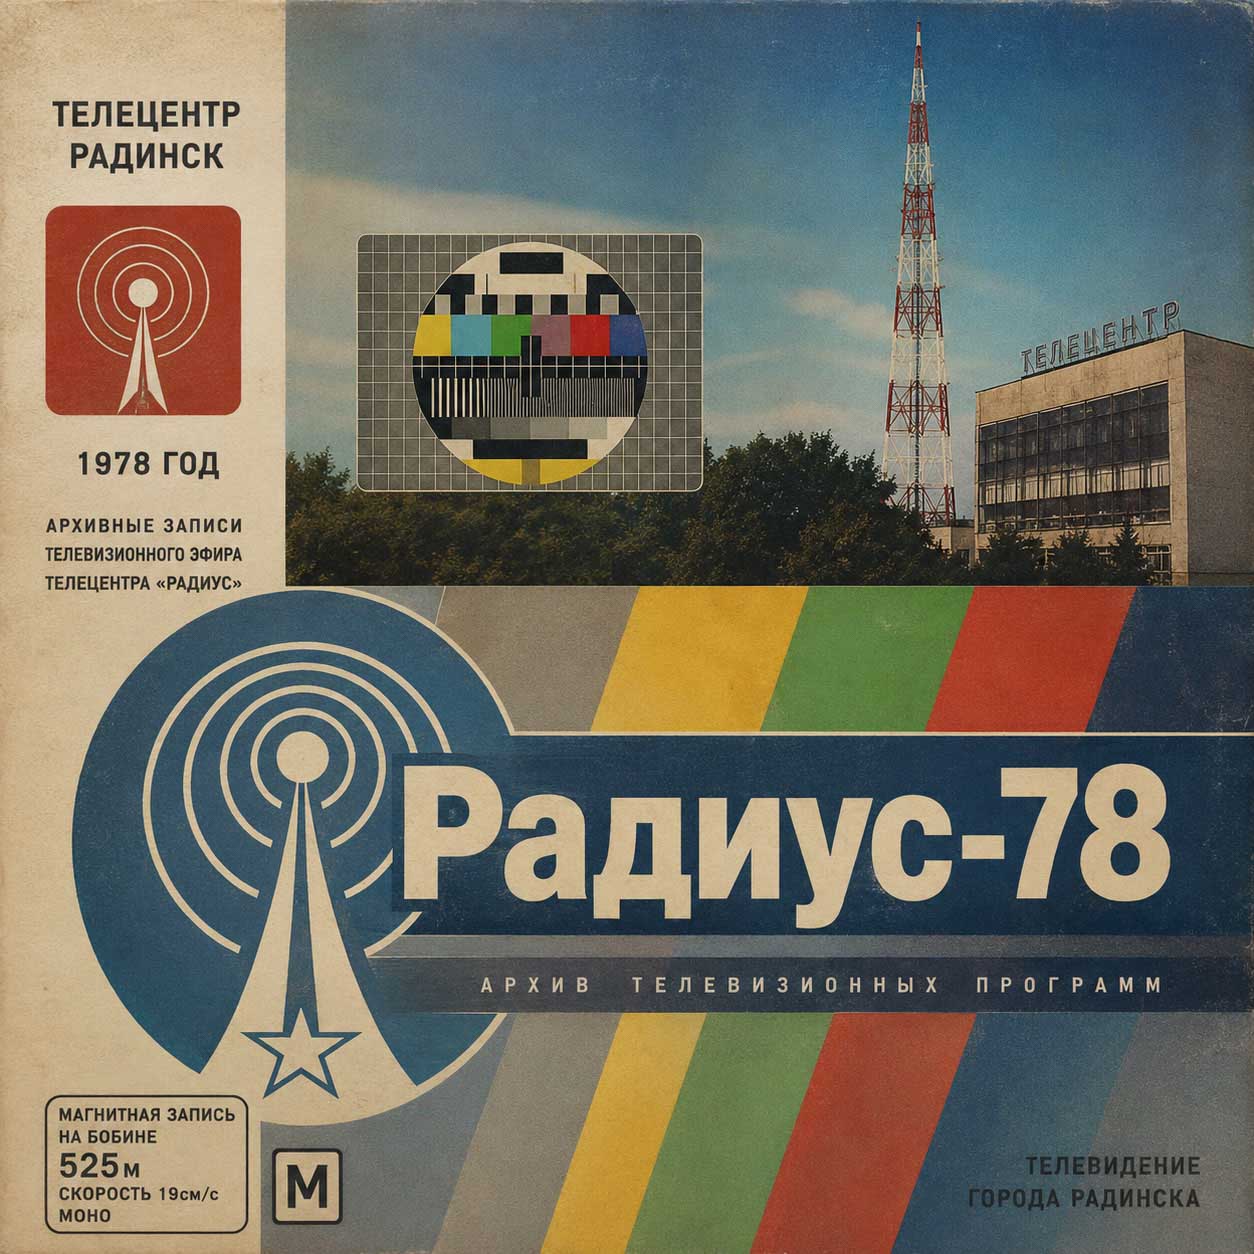 ТЕЛЕЦЕНТР
РАДИНСК
1978 ГОД
АРХИВНЫЕ ЗАПИСИ
ТЕЛЕВИЗИОННОГО ЭФИРА
ТЕЛЕЦЕНТРА «РАДИУС»
ТЕЛЕЦЕНТР
Радиус-78
АРХИВ ТЕЛЕВИЗИОННЫХ ПРОГРАММ
МАГНИТНАЯ ЗАПИСЬ
НА БОБИНЕ
525м
СКОРОСТЬ 19см/с
МОНО
М
ТЕЛЕВИДЕНИЕ
ГОРОДА РАДИНСКА